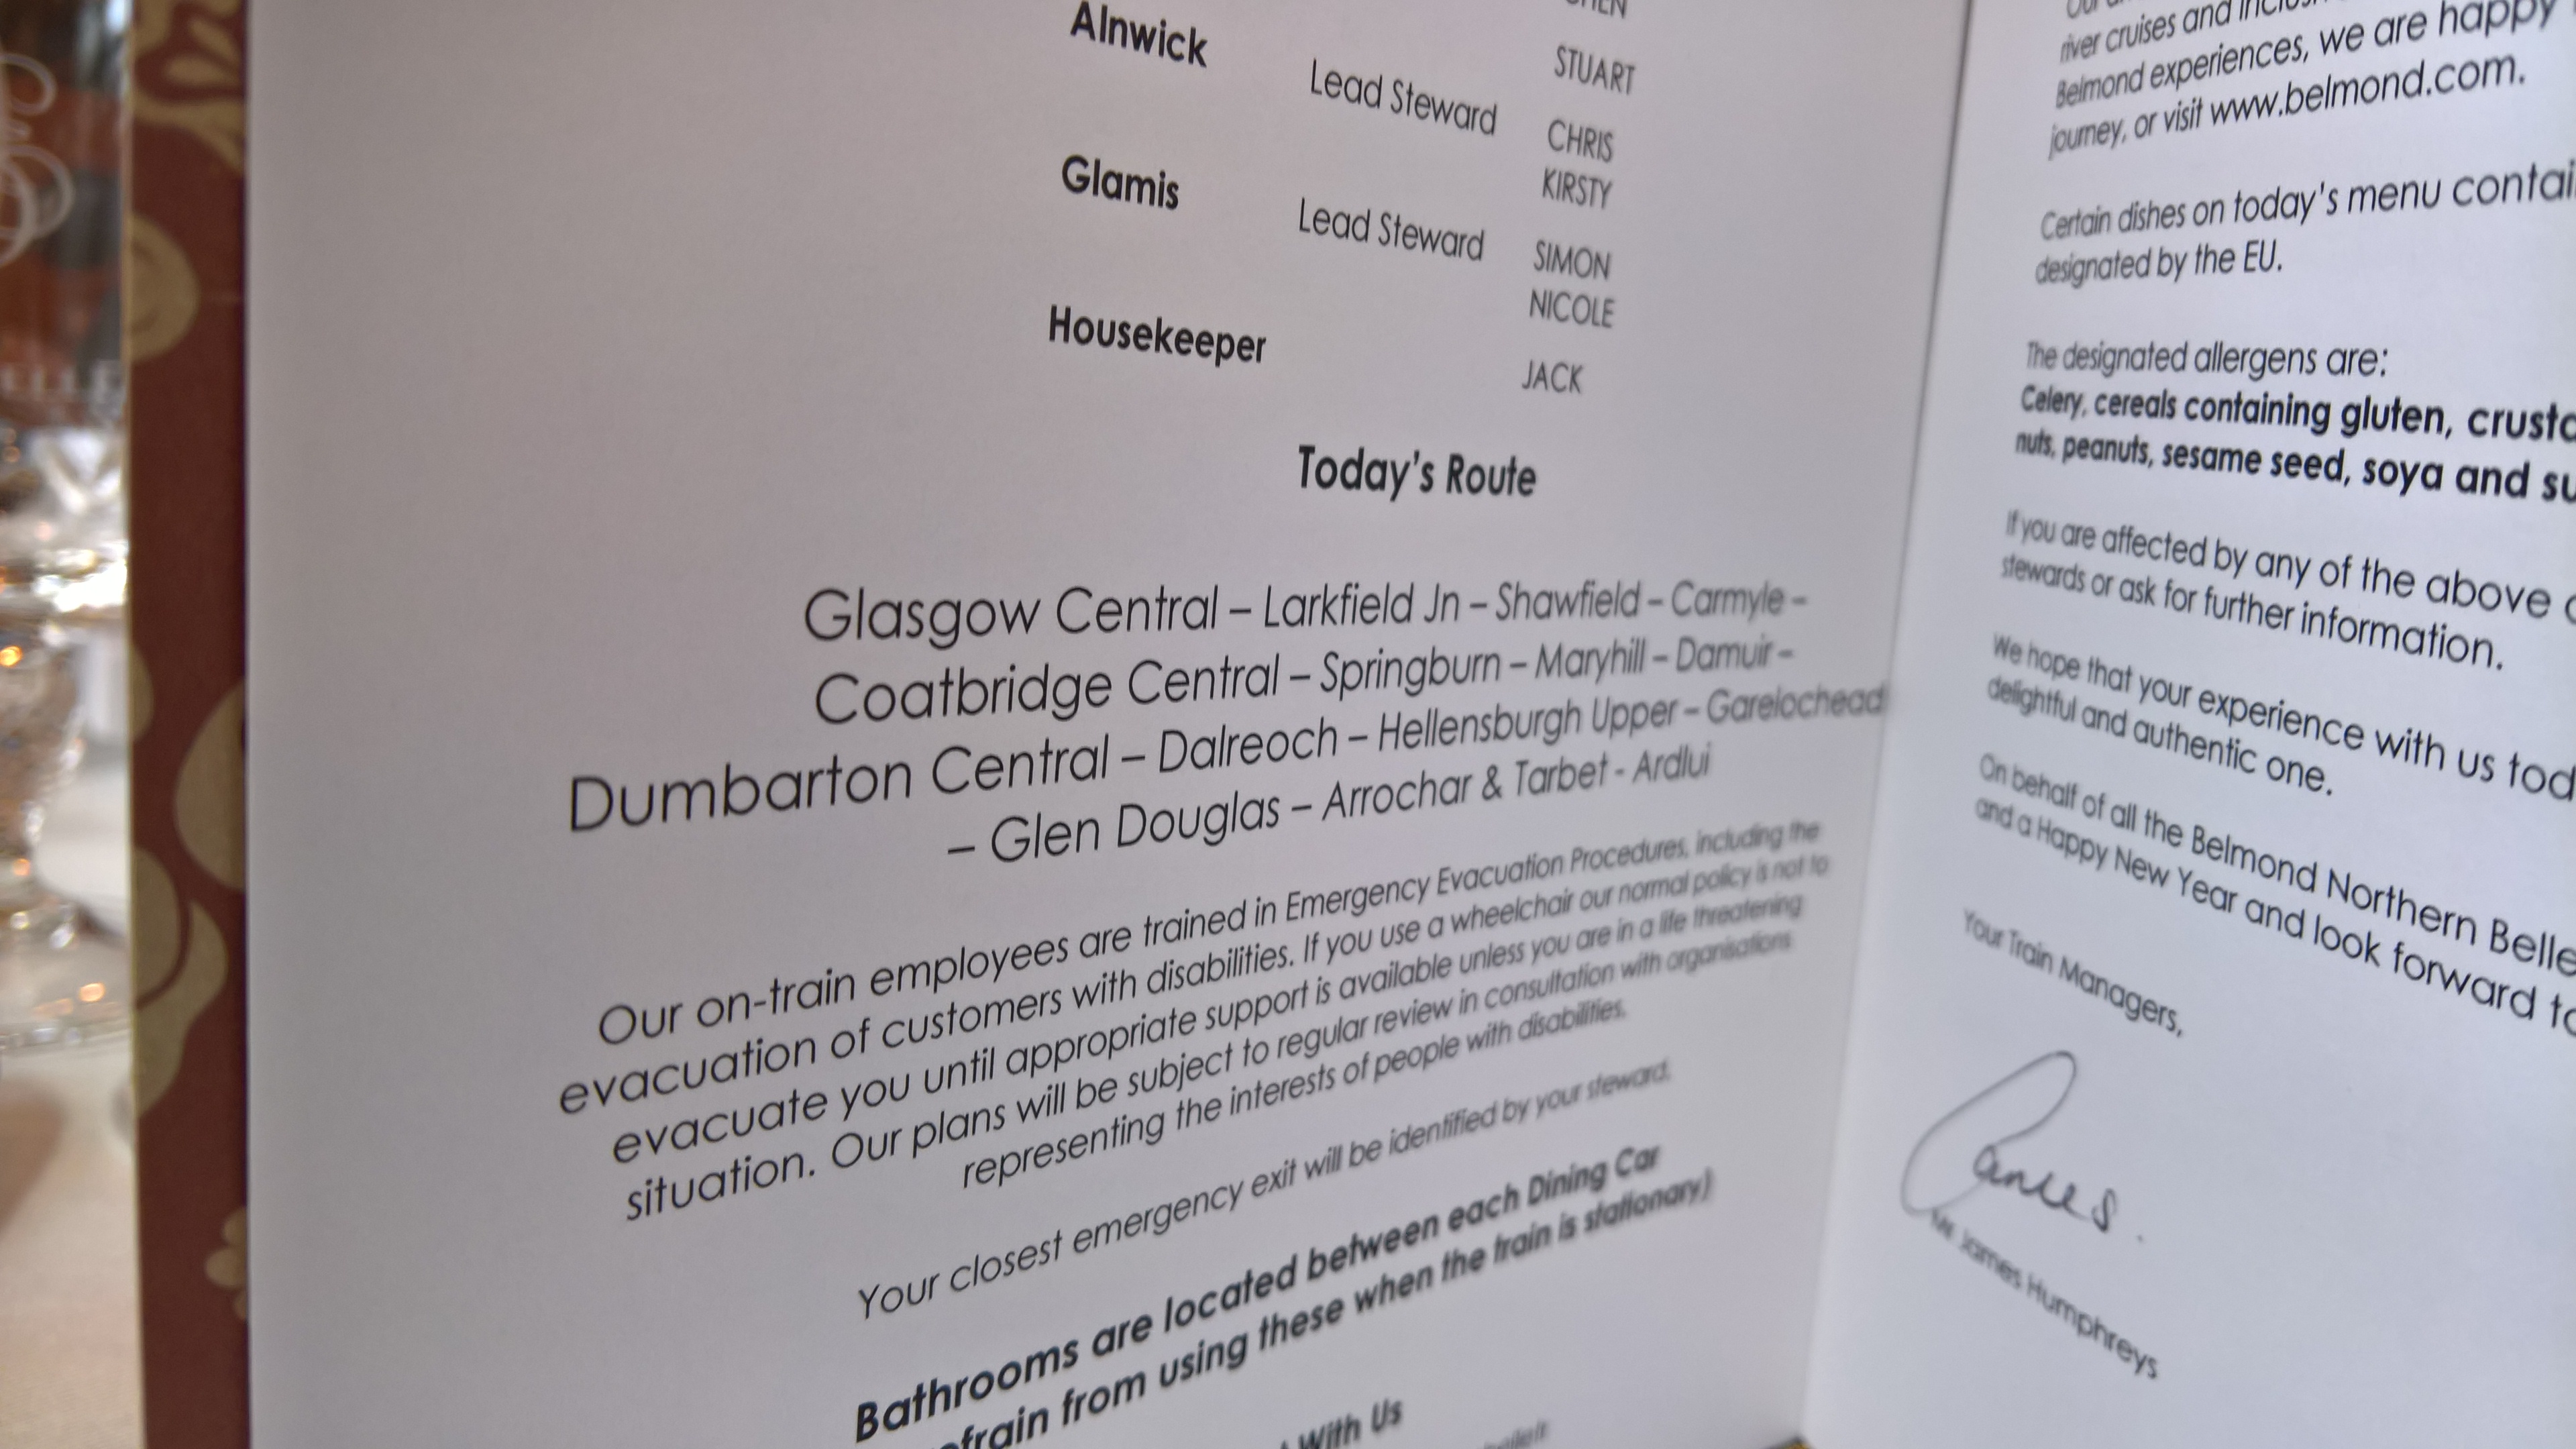 Alnwick
STUART
Lead Steward
CHRIS
KIRSTY
Glamis
Lead Steward
SIMON
NICOLE
Housekeeper
JACK
Today's Route
Glasgow Central – Larkfield Jn – Shawfield – Carmyle –
Coatbridge Central – Springburn – Maryhill – Damuir –
Dumbarton Central – Dalreoch – Hellensburgh Upper – Garelochead
– Glen Douglas – Arrochar & Tarbet - Ardlui
Our on-train employees are trained in Emergency Evacuation Procedures, including the
evacuation of customers with disabilities. If you use a wheelchair our normal policy is not to
evacuate you until appropriate support is available unless you are in a life threatening
situation. Our plans will be subject to regular review in consultation with organisations
representing the interests of people with disabilities.
Your closest emergency exit will be identified by your steward.
Bathrooms are located between each Dining Car
from using these when the train is stationary)
With Us
river cruises and
Belmond experiences, we are happy
journey, or visit www.belmond.com.
Certain dishes on today's menu
designated by the EU.
The designated allergens are:
Celery, cereals containing gluten,
nuts, peanuts, sesame seed, soya and
If you are affected by any of the above
stewards or ask for further information.
We hope that your experience with us
delightful and authentic one.
On behalf of all the Belmond Northern Belle
and a Happy New Year and look forward
Your Train Managers,
James
Mr James Humphreys